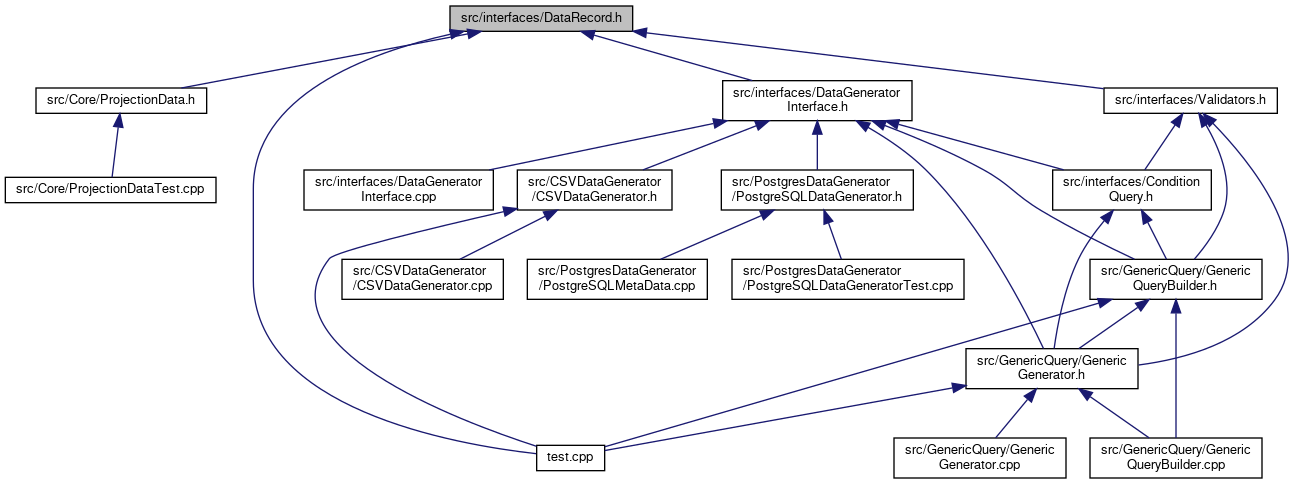 src/interfaces/DataRecord.h
src/Core/ProjectionData.h
src/interfaces/DataGenerator
Interface.h
src/interfaces/Validators.h
src/Core/ProjectionDataTest.cpp
src/interfaces/DataGenerator
Interface.cpp
src/CSVDataGenerator
/CSVDataGenerator.h
src/PostgresDataGenerator
/PostgreSQLDataGenerator.h
src/interfaces/Condition
Query.h
src/CSVDataGenerator
/CSVDataGenerator.cpp
src/PostgresDataGenerator
/PostgreSQLMetaData.cpp
src/PostgresDataGenerator
/PostgreSQLDataGeneratorTest.cpp
src/GenericQuery/Generic
QueryBuilder.h
src/GenericQuery/Generic
Generator.h
test.cpp
src/GenericQuery/Generic
Generator.cpp
src/GenericQuery/Generic
QueryBuilder.cpp